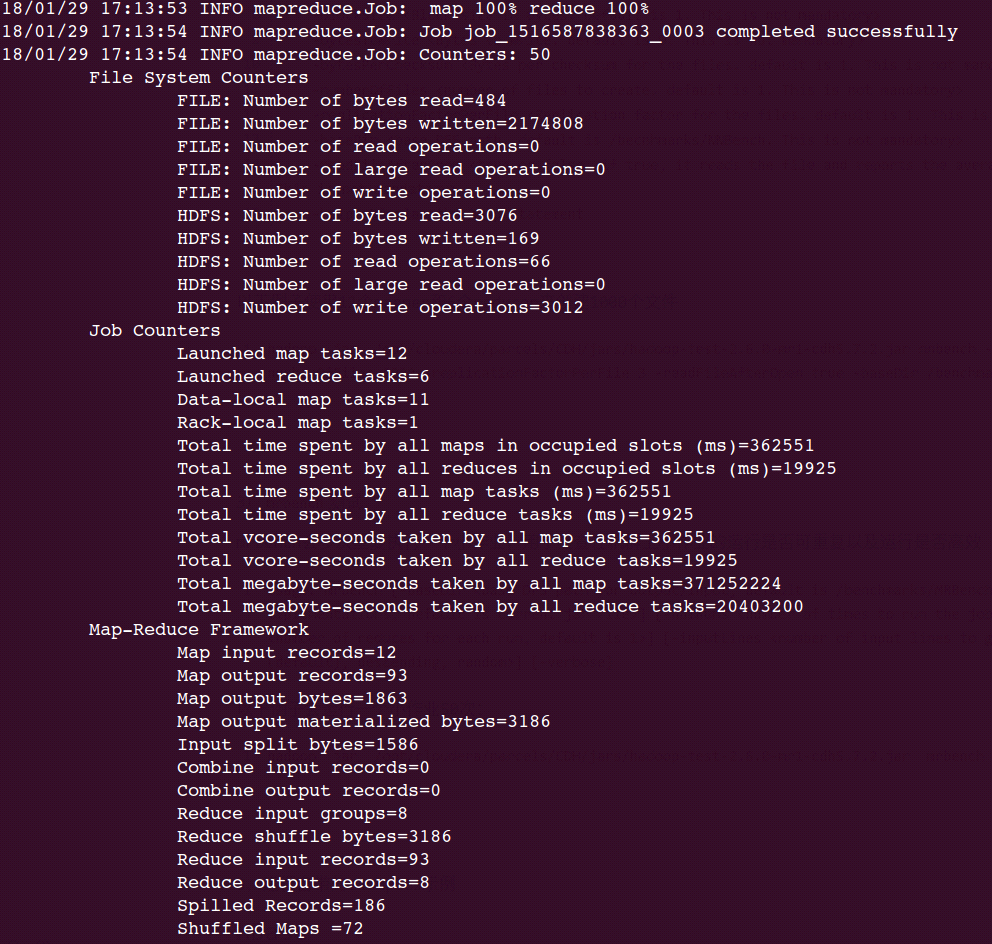 18/01/29 17:13:53 INFO mapreduce.Job:  map 100% reduce 100%
18/01/29 17:13:54 INFO mapreduce.Job: Job job_1516587838363_0003 completed successfully
18/01/29 17:13:54 INFO mapreduce.Job: Counters: 50
File System Counters
FILE: Number of bytes read=484
FILE: Number of bytes written=2174808
FILE: Number of read operations=0
FILE: Number of large read operations=0
FILE: Number of write operations=0
HDFS: Number of bytes read=3076
HDFS: Number of bytes written=169
HDFS: Number of read operations=66
HDFS: Number of large read operations=0
HDFS: Number of write operations=3012
Job Counters
Launched map tasks=12
Launched reduce tasks=6
Data-local map tasks=11
Rack-local map tasks=1
Total time spent by all maps in occupied slots (ms)=362551
Total time spent by all reduces in occupied slots (ms)=19925
Total time spent by all map tasks (ms)=362551
Total time spent by all reduce tasks (ms)=19925
Total vcore-seconds taken by all map tasks=362551
Total vcore-seconds taken by all reduce tasks=19925
Total megabyte-seconds taken by all map tasks=371252224
Total megabyte-seconds taken by all reduce tasks=20403200
Map-Reduce Framework
Map input records=12
Map output records=93
Map output bytes=1863
Map output materialized bytes=3186
Input split bytes=1586
Combine input records=0
Combine output records=0
Reduce input groups=8
Reduce shuffle bytes=3186
Reduce input records=93
Reduce output records=8
Spilled Records=186
Shuffled Maps =72